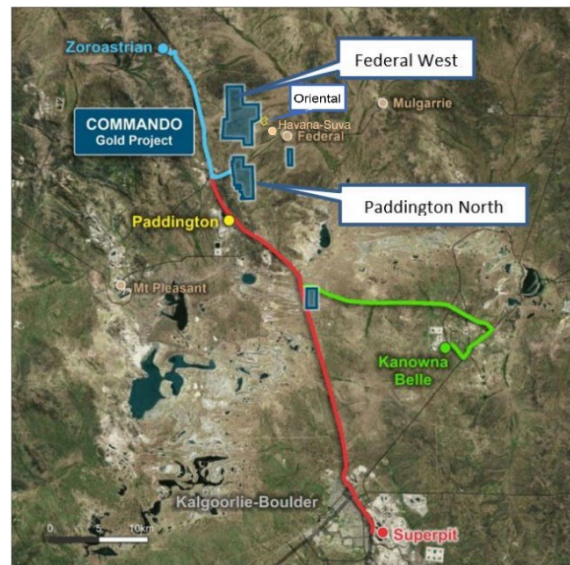 Zoroastrian
Federal West
Oriental
Mulgarrie
Havana-Suva
COMMANDO
Gold Project
Federal
Paddington North
Paddington
Mt Pleasant
Kanowna
Belle
Kalgoorlie-Boulder
0 5 10km
Superpit